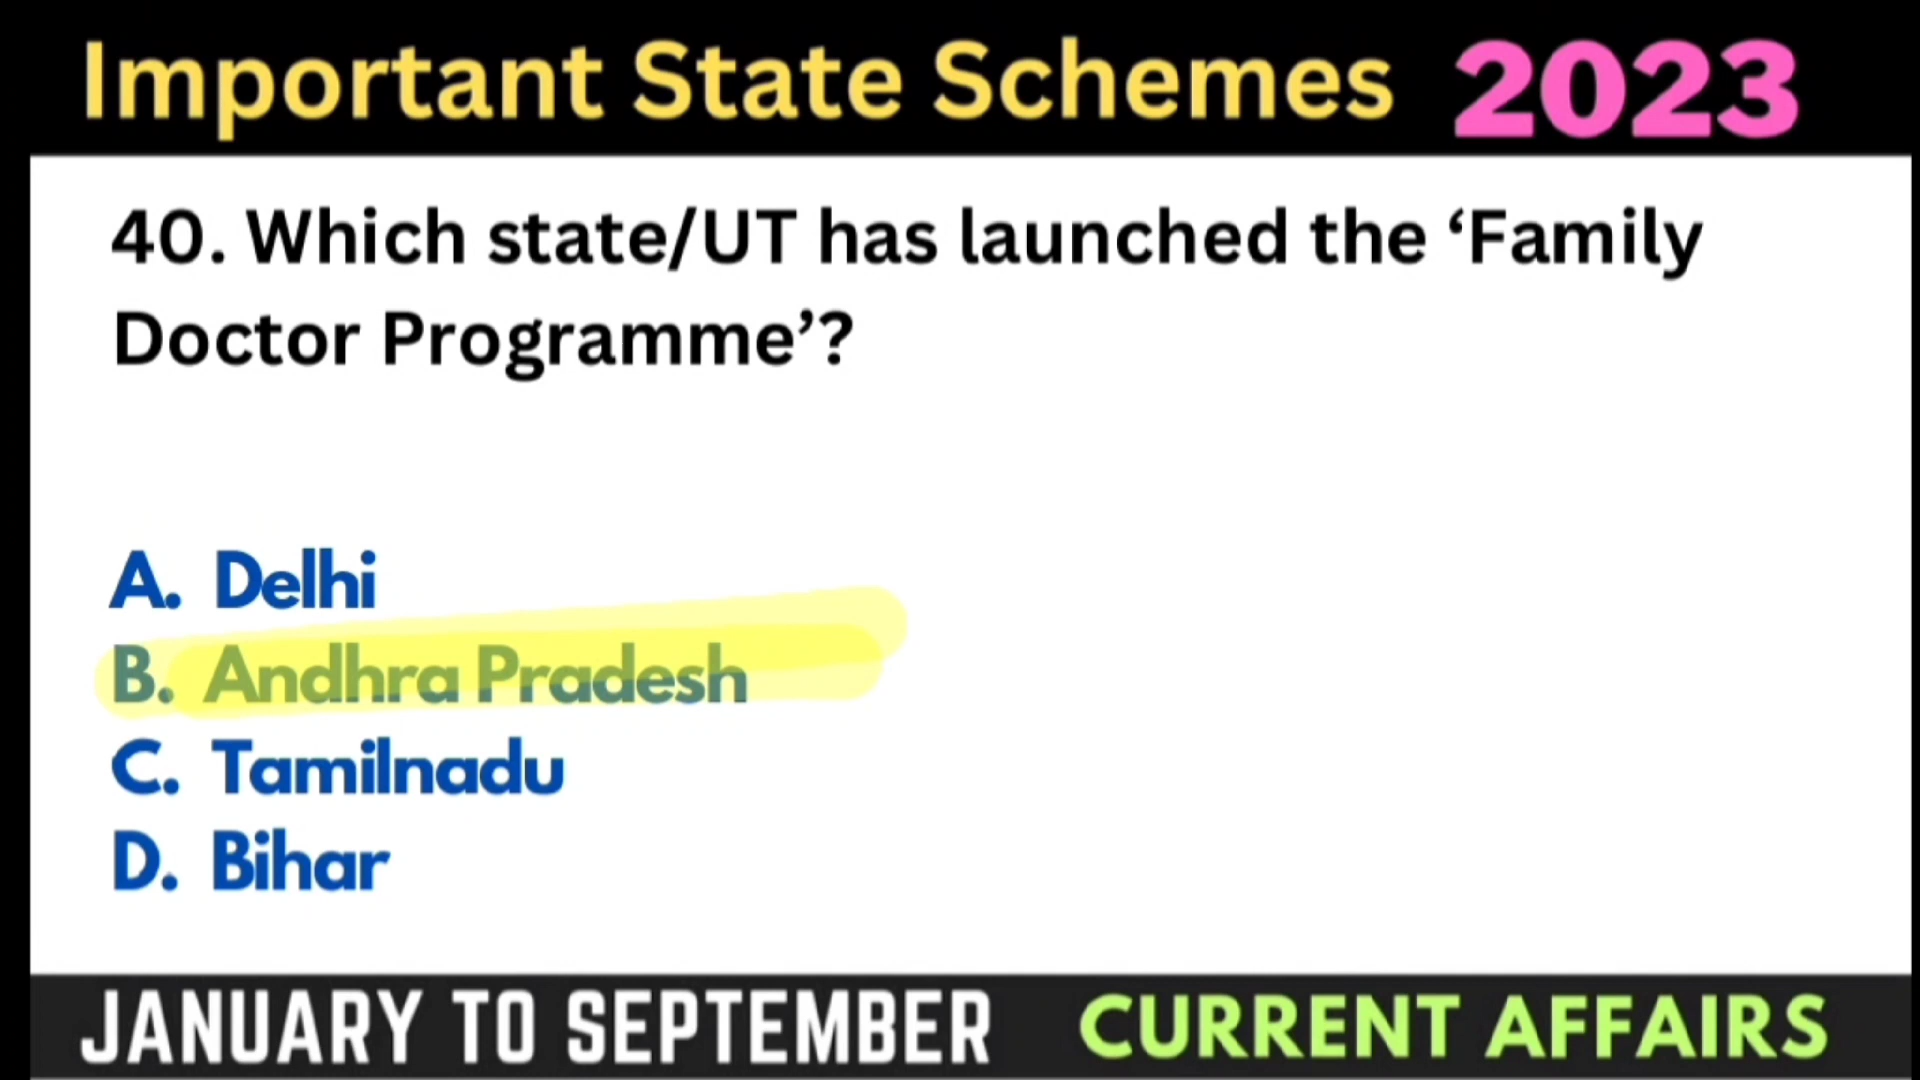 Important State Schemes 2023
40. Which state/UT has launched the ‘Family
Doctor Programme’?
A. Delhi
B. Andhra Pradesh
C. Tamilnadu
D. Bihar
JANUARY TO SEPTEMBER CURRENT AFFAIRS